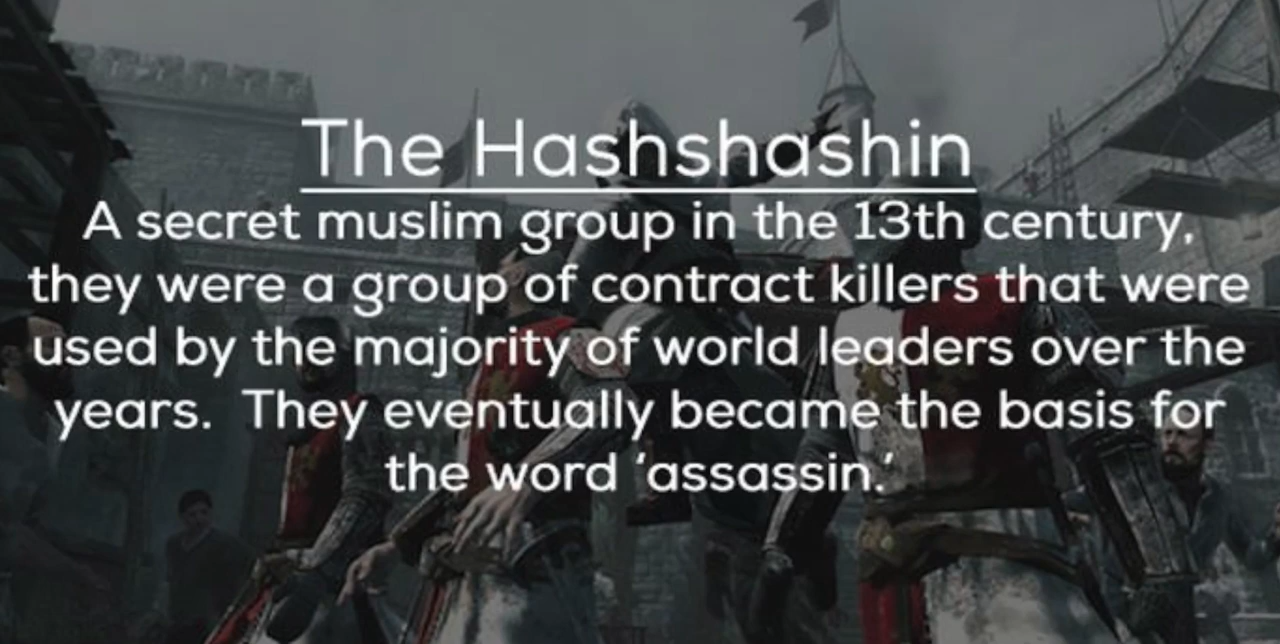 The Hashshashin
A secret muslim group in the 13th century,
they were a group of contract killers that were
used by the majority of world leaders over the
years.  They eventually became the basis for
the word ‘assassin.’